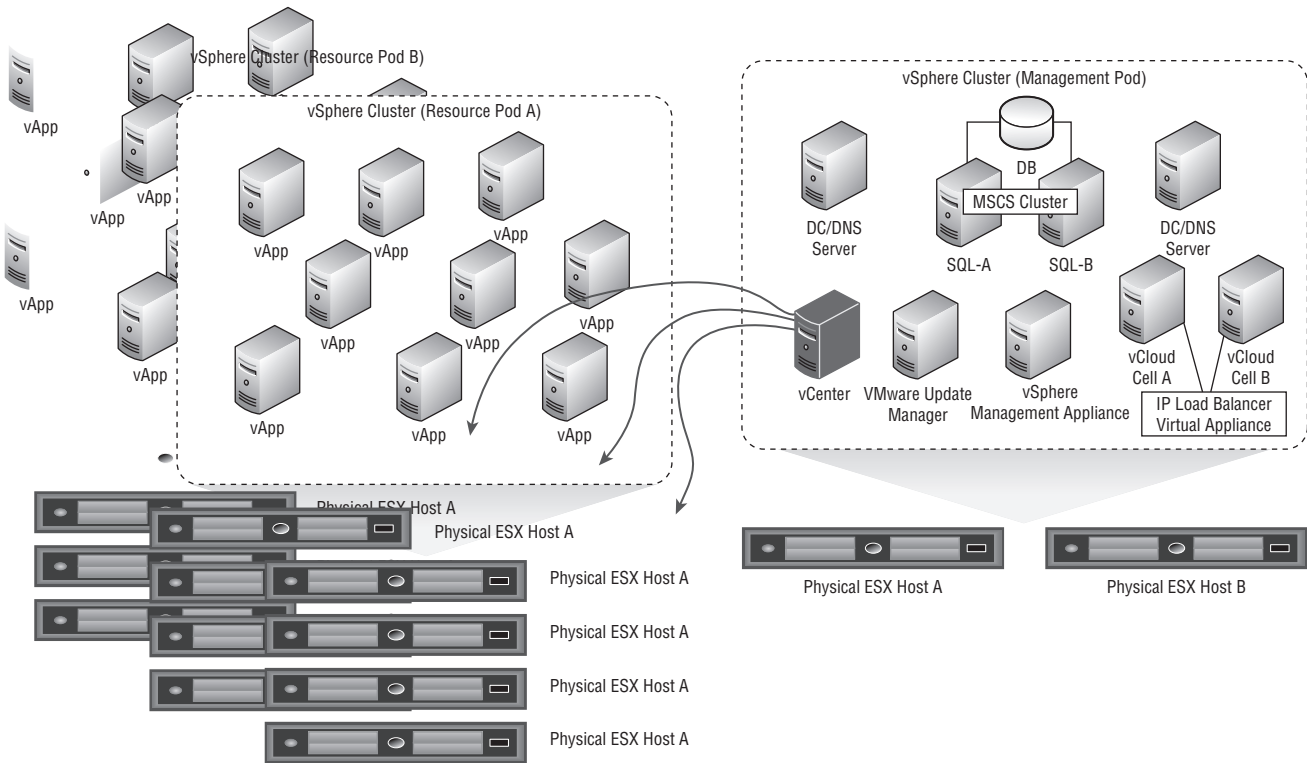 vSphere Cluster (Resource Pod B)
vApp
vApp
vApp
vApp
vApp
vSphere Cluster (Resource Pod A)
vApp
vApp
vApp
vApp
vApp
vApp
vApp
vApp
vApp
vSphere Cluster (Management Pod)
DB
MSCS Cluster
DC/DNS
Server
SQL-A
SQL-B
DC/DNS
Server
vCenter
VMware Update
Manager
vSphere
Management Appliance
vCloud
Cell A
vCloud
Cell B
IP Load Balancer
Virtual Appliance
Physical ESX Host A
Physical ESX Host A
Physical ESX Host A
Physical ESX Host A
Physical ESX Host A
Physical ESX Host A
Physical ESX Host A
Physical ESX Host B